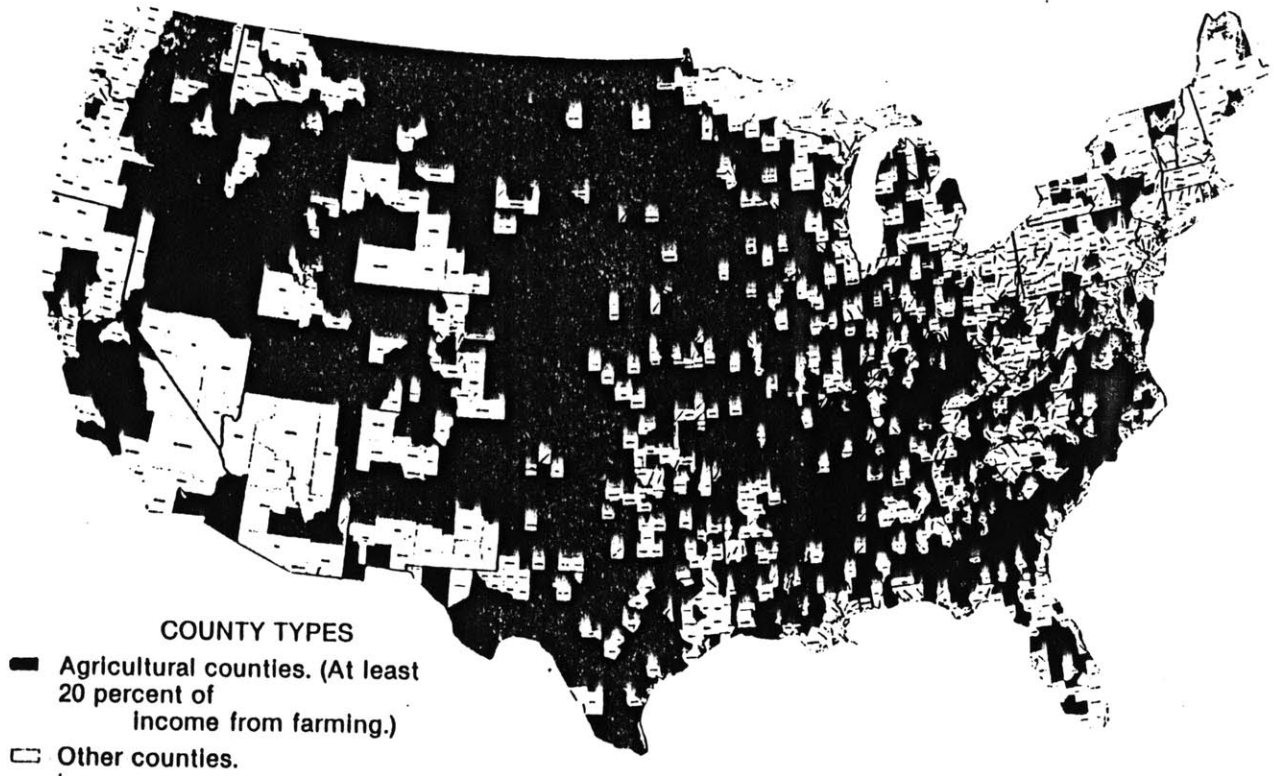 COUNTY TYPES
Agricultural counties. (At least
20 percent of
income from farming.)
Other counties.